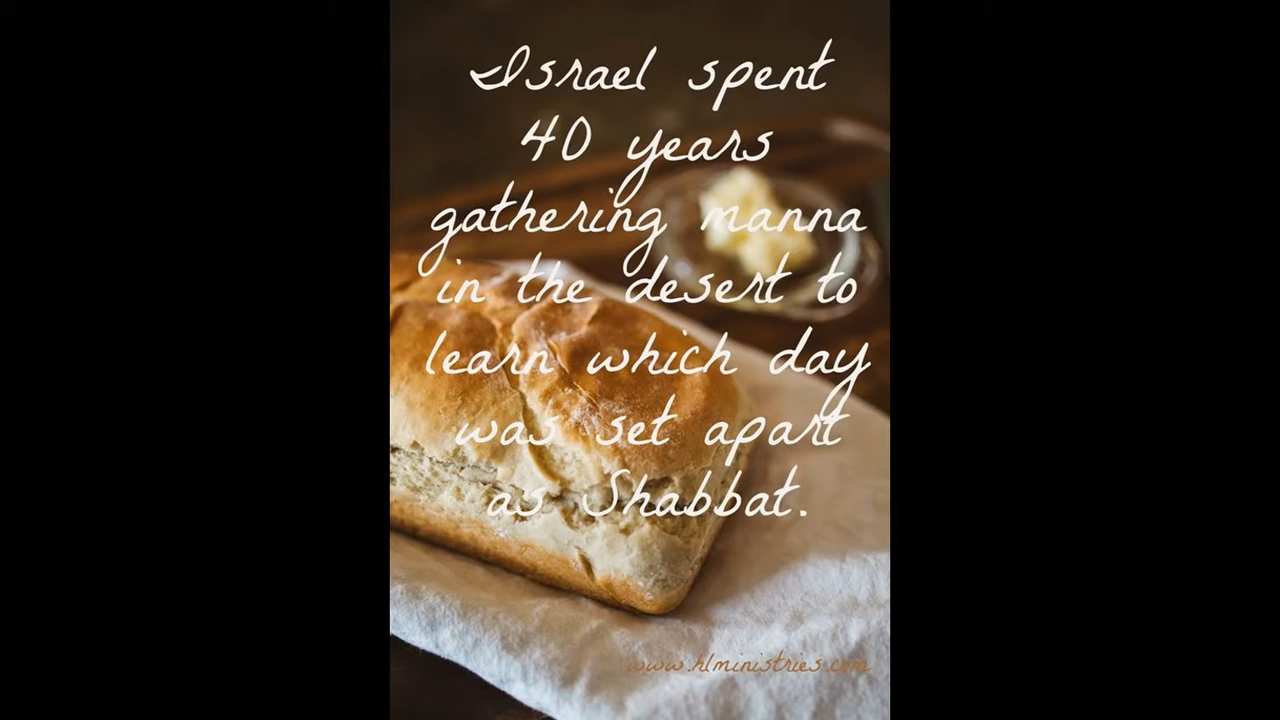 Israel spent
40 years
gathering manna
in the desert to
learn which day
was set apart
as Shabbat.
www.hlministries.com